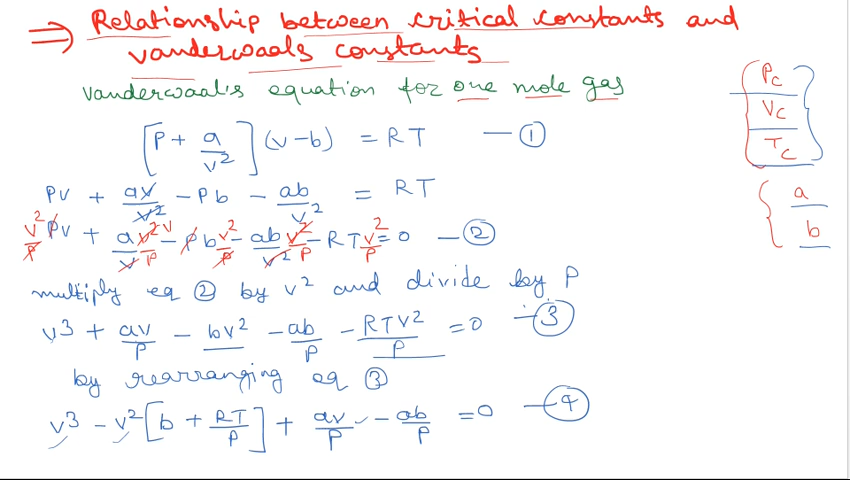 ⇒ Relationship between critical constants and
vanderwaals constants
vanderwaal's equation for one mole gas
[P + a/v²] (v-b) = RT — ①
Pv + av/v² - Pb - ab/v² = RT
v²/P Pv + a/v v²/P v - P b v²/P - ab/v² v²/P - RT v²/P = 0 — ②
multiply eq ② by v² and divide by P
v³ + av/P - bv² - ab/P - RTV²/P = 0 — ③
by rearranging eq ③
v³ - v² [b + RT/P] + av/P - ab/P = 0 — ④
Pc
Vc
Tc
a
b